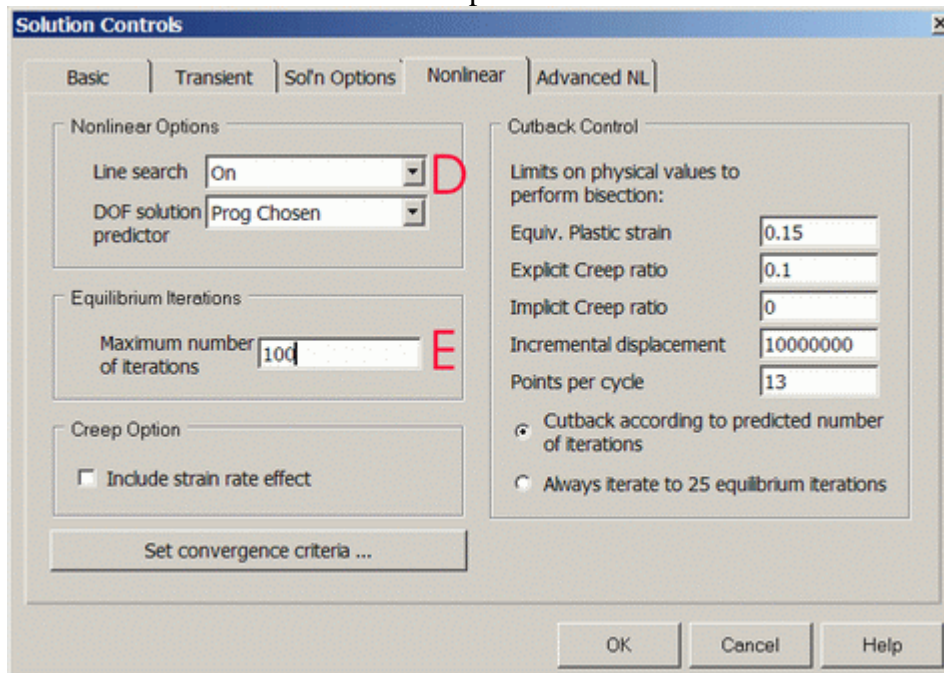 Solution Controls
Basic
Transient
Sol'n Options
Nonlinear
Advanced NL
Nonlinear Options
Line search
On
D
DOF solution
predictor
Prog Chosen
Equilibrium Iterations
Maximum number
of iterations
100
E
Creep Option
Include strain rate effect
Set convergence criteria ...
Cutback Control
Limits on physical values to
perform bisection:
Equiv. Plastic strain
0.15
Explicit Creep ratio
0.1
Implicit Creep ratio
0
Incremental displacement
10000000
Points per cycle
13
Cutback according to predicted number
of iterations
Always iterate to 25 equilibrium iterations
OK
Cancel
Help